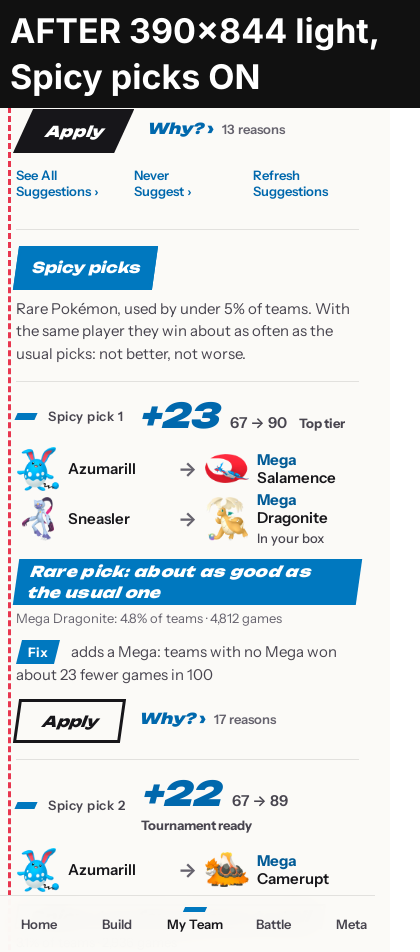 AFTER 390×844 light,
Spicy picks ON
Apply Why? › 13 reasons
See All Never Refresh
Suggestions › Suggest › Suggestions
Spicy picks
Rare Pokémon, used by under 5% of teams. With
the same player they win about as often as the
usual picks: not better, not worse.
Spicy pick 1 +23 67 → 90 Top tier
Azumarill → Mega
Salamence
Sneasler → Mega
Dragonite
In your box
Rare pick: about as good as
the usual one
Mega Dragonite: 4.8% of teams · 4,812 games
Fix adds a Mega: teams with no Mega won
about 23 fewer games in 100
Apply Why? › 17 reasons
Spicy pick 2 +22 67 → 89
Tournament ready
Azumarill → Mega
Camerupt
Home Build My Team Battle Meta